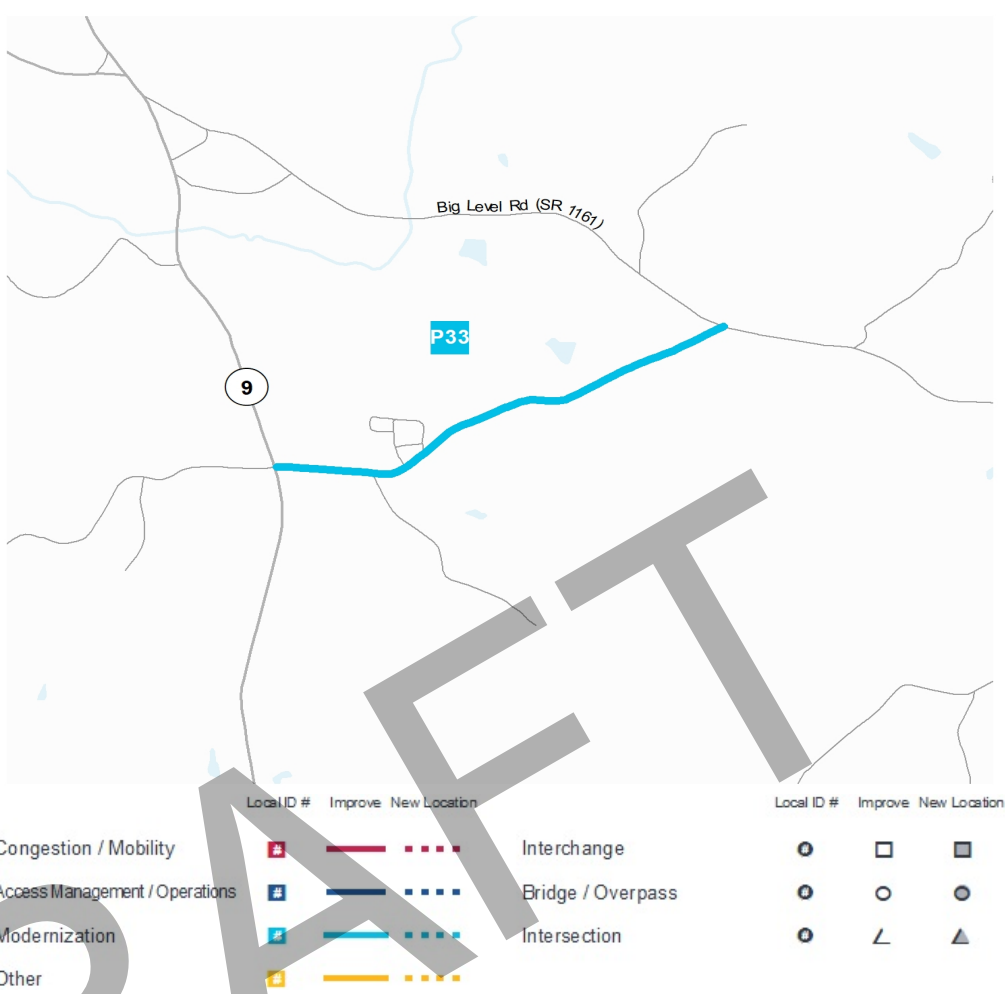 Big Level Rd (SR 1161)
P33
9
Local ID # Improve New Location
Local ID # Improve New Location
Congestion / Mobility #
Interchange #
Access Management / Operations #
Bridge / Overpass #
Modernization #
Intersection #
Other #
DRAFT